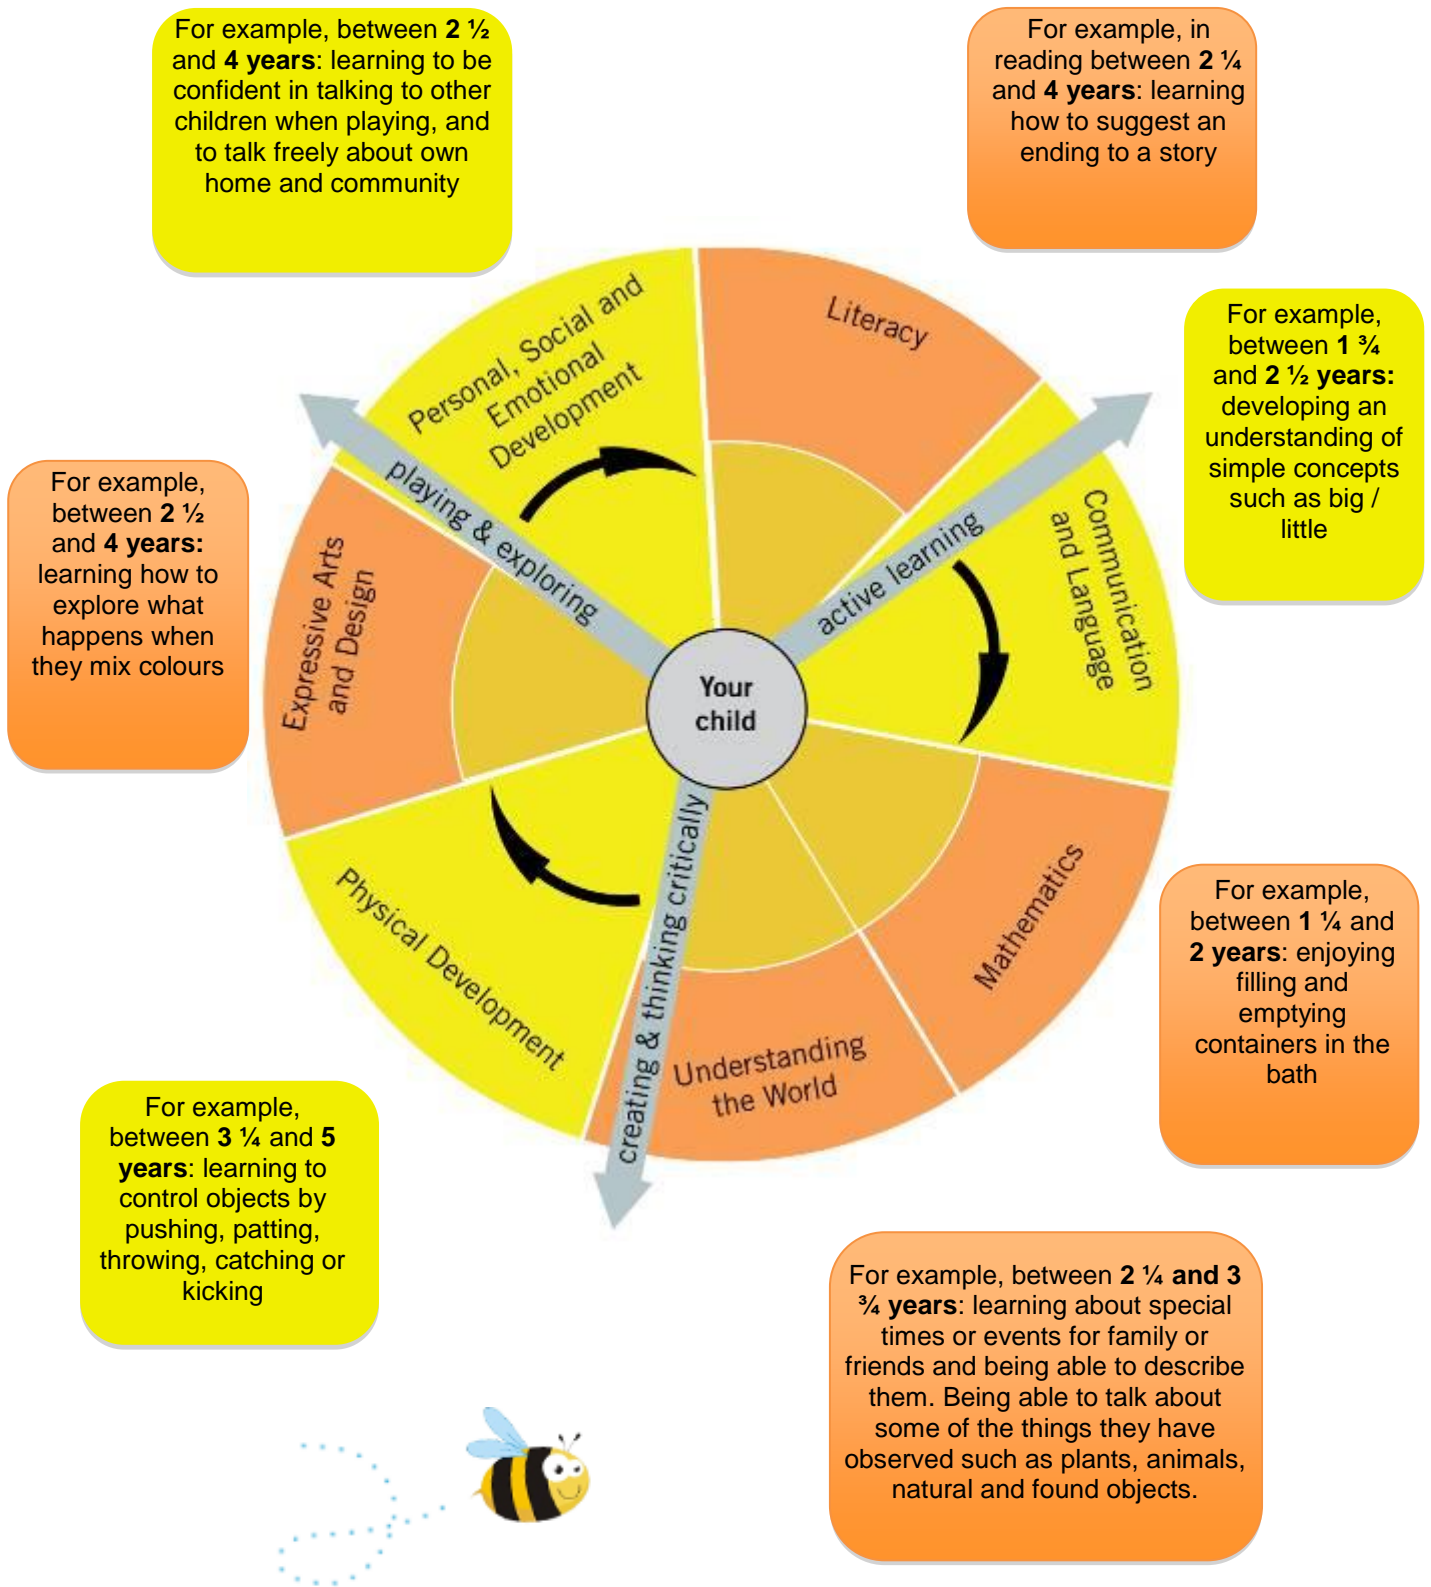 For example, between 2 ½
and 4 years: learning to be
confident in talking to other
children when playing, and
to talk freely about own
home and community
For example, in
reading between 2 ¼
and 4 years: learning
how to suggest an
ending to a story
Personal, Social and
Emotional
Development
Literacy
For example,
between 1 ¾
and 2 ½ years:
developing an
understanding of
simple concepts
such as big /
little
For example,
between 2 ½
and 4 years:
learning how to
explore what
happens when
they mix colours
playing & exploring
active learning
Communication
and Language
Expressive Arts
and Design
Your
child
Physical Development
creating & thinking critically
Understanding
the World
Mathematics
For example,
between 1 ¼ and
2 years: enjoying
filling and
emptying
containers in the
bath
For example,
between 3 ¼ and 5
years: learning to
control objects by
pushing, patting,
throwing, catching or
kicking
For example, between 2 ¼ and 3
¾ years: learning about special
times or events for family or
friends and being able to describe
them. Being able to talk about
some of the things they have
observed such as plants, animals,
natural and found objects.